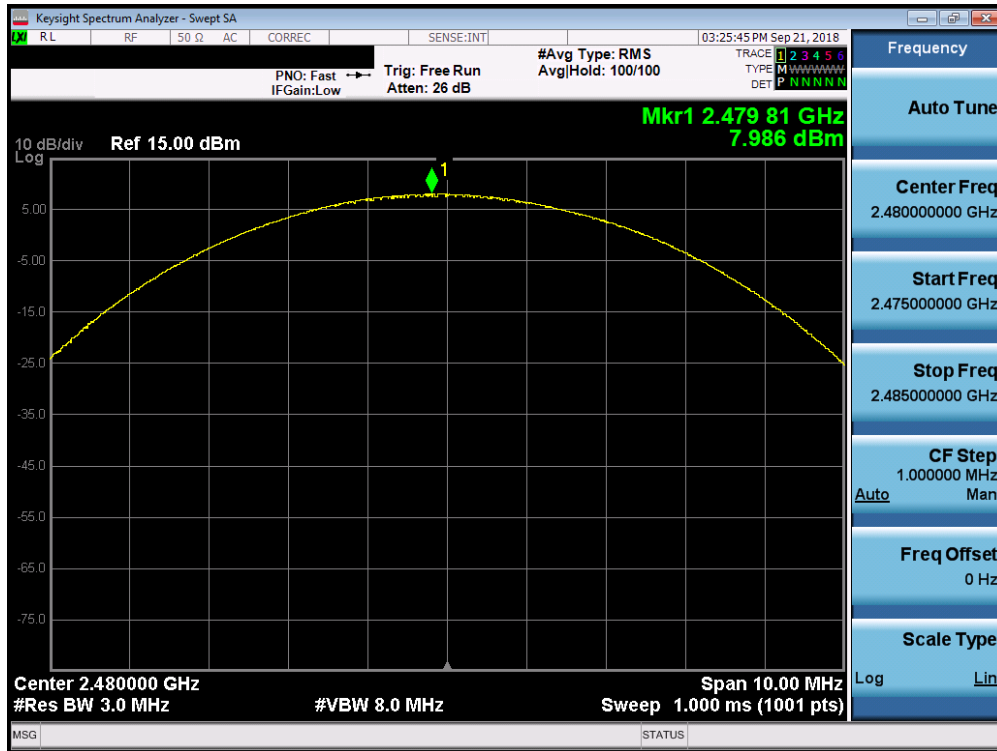 Keysight Spectrum Analyzer - Swept SA
LXI RL RF 50 Ω AC CORREC SENSE:INT 03:25:45 PM Sep 21, 2018
PNO: Fast
IFGain:Low
Trig: Free Run
Atten: 26 dB
#Avg Type: RMS
Avg|Hold: 100/100
TRACE 1 2 3 4 5 6
TYPE M WWWWW
DET P N N N N N
Mkr1 2.479 81 GHz
7.986 dBm
10 dB/div Ref 15.00 dBm
Log
1
5.00
-5.00
-15.0
-25.0
-35.0
-45.0
-55.0
-65.0
-75.0
Center 2.480000 GHz Span 10.00 MHz
#Res BW 3.0 MHz #VBW 8.0 MHz Sweep 1.000 ms (1001 pts)
MSG STATUS
Frequency
Auto Tune
Center Freq
2.480000000 GHz
Start Freq
2.475000000 GHz
Stop Freq
2.485000000 GHz
CF Step
1.000000 MHz
Auto Man
Freq Offset
0 Hz
Scale Type
Log Lin